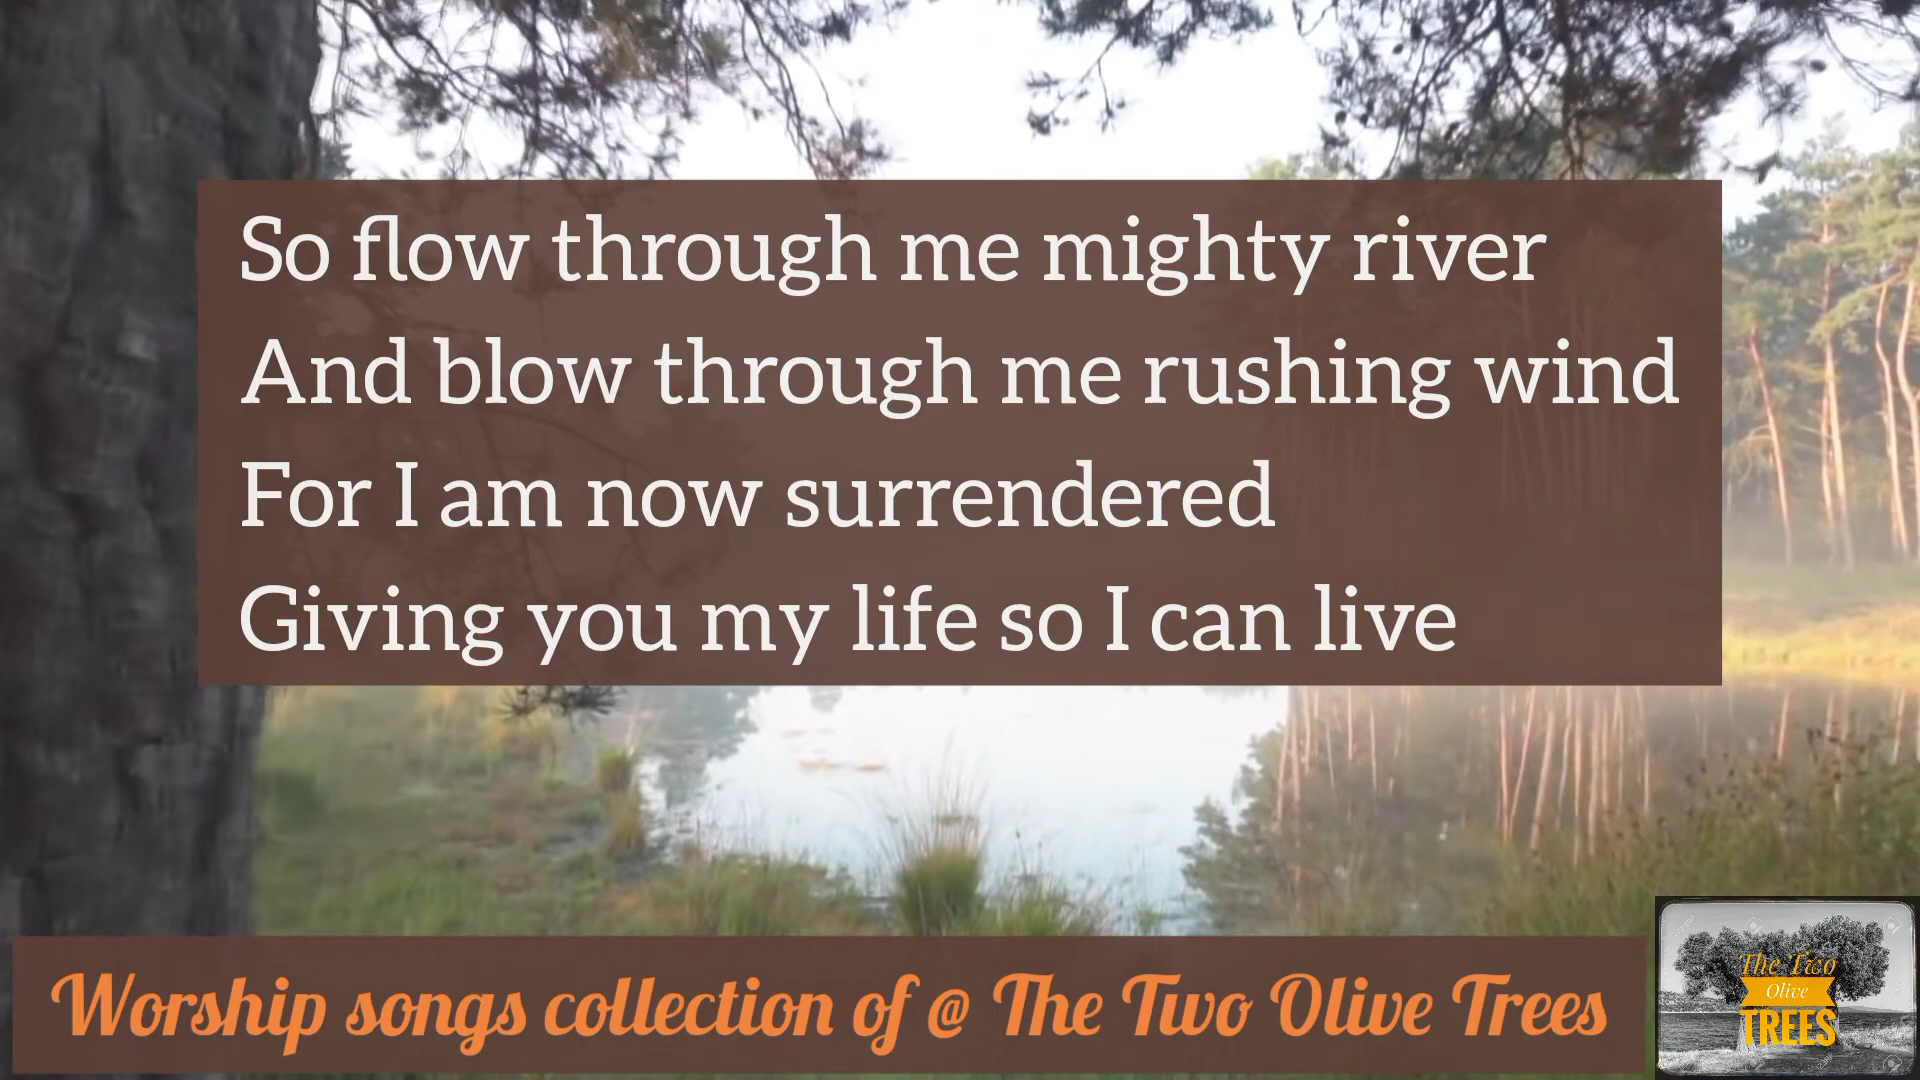 So flow through me mighty river
And blow through me rushing wind
For I am now surrendered
Giving you my life so I can live
Worship songs collection of @ The Two Olive Trees
The Two
Olive
TREES